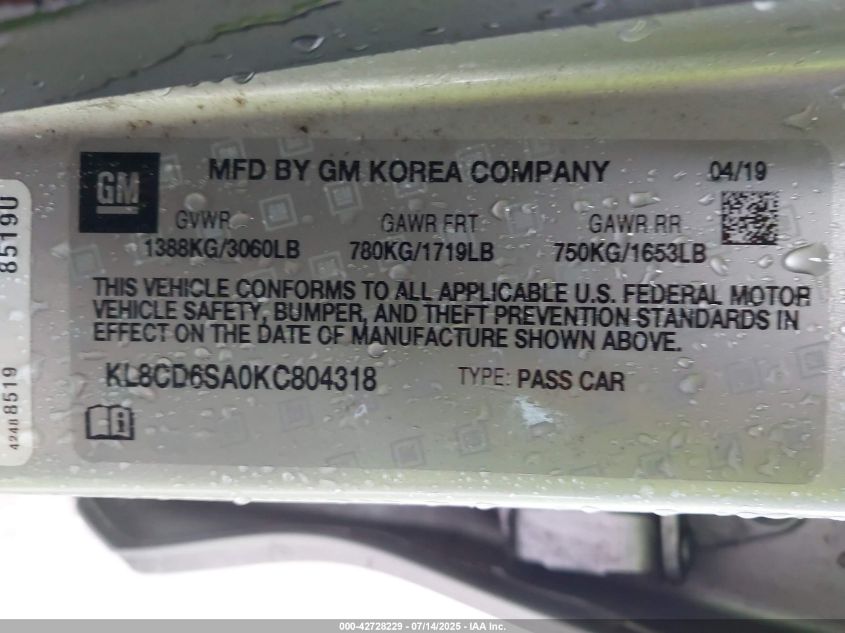 GM
MFD BY GM KOREA COMPANY 04/19
GVWR GAWR FRT GAWR RR
1388KG/3060LB 780KG/1719LB 750KG/1653LB
THIS VEHICLE CONFORMS TO ALL APPLICABLE U.S. FEDERAL MOTOR
VEHICLE SAFETY, BUMPER, AND THEFT PREVENTION STANDARDS IN
EFFECT ON THE DATE OF MANUFACTURE SHOWN ABOVE.
KL8CD6SA0KC804318 TYPE: PASS CAR
4248 8519
000-42728229 - 07/14/2025 - IAA Inc.